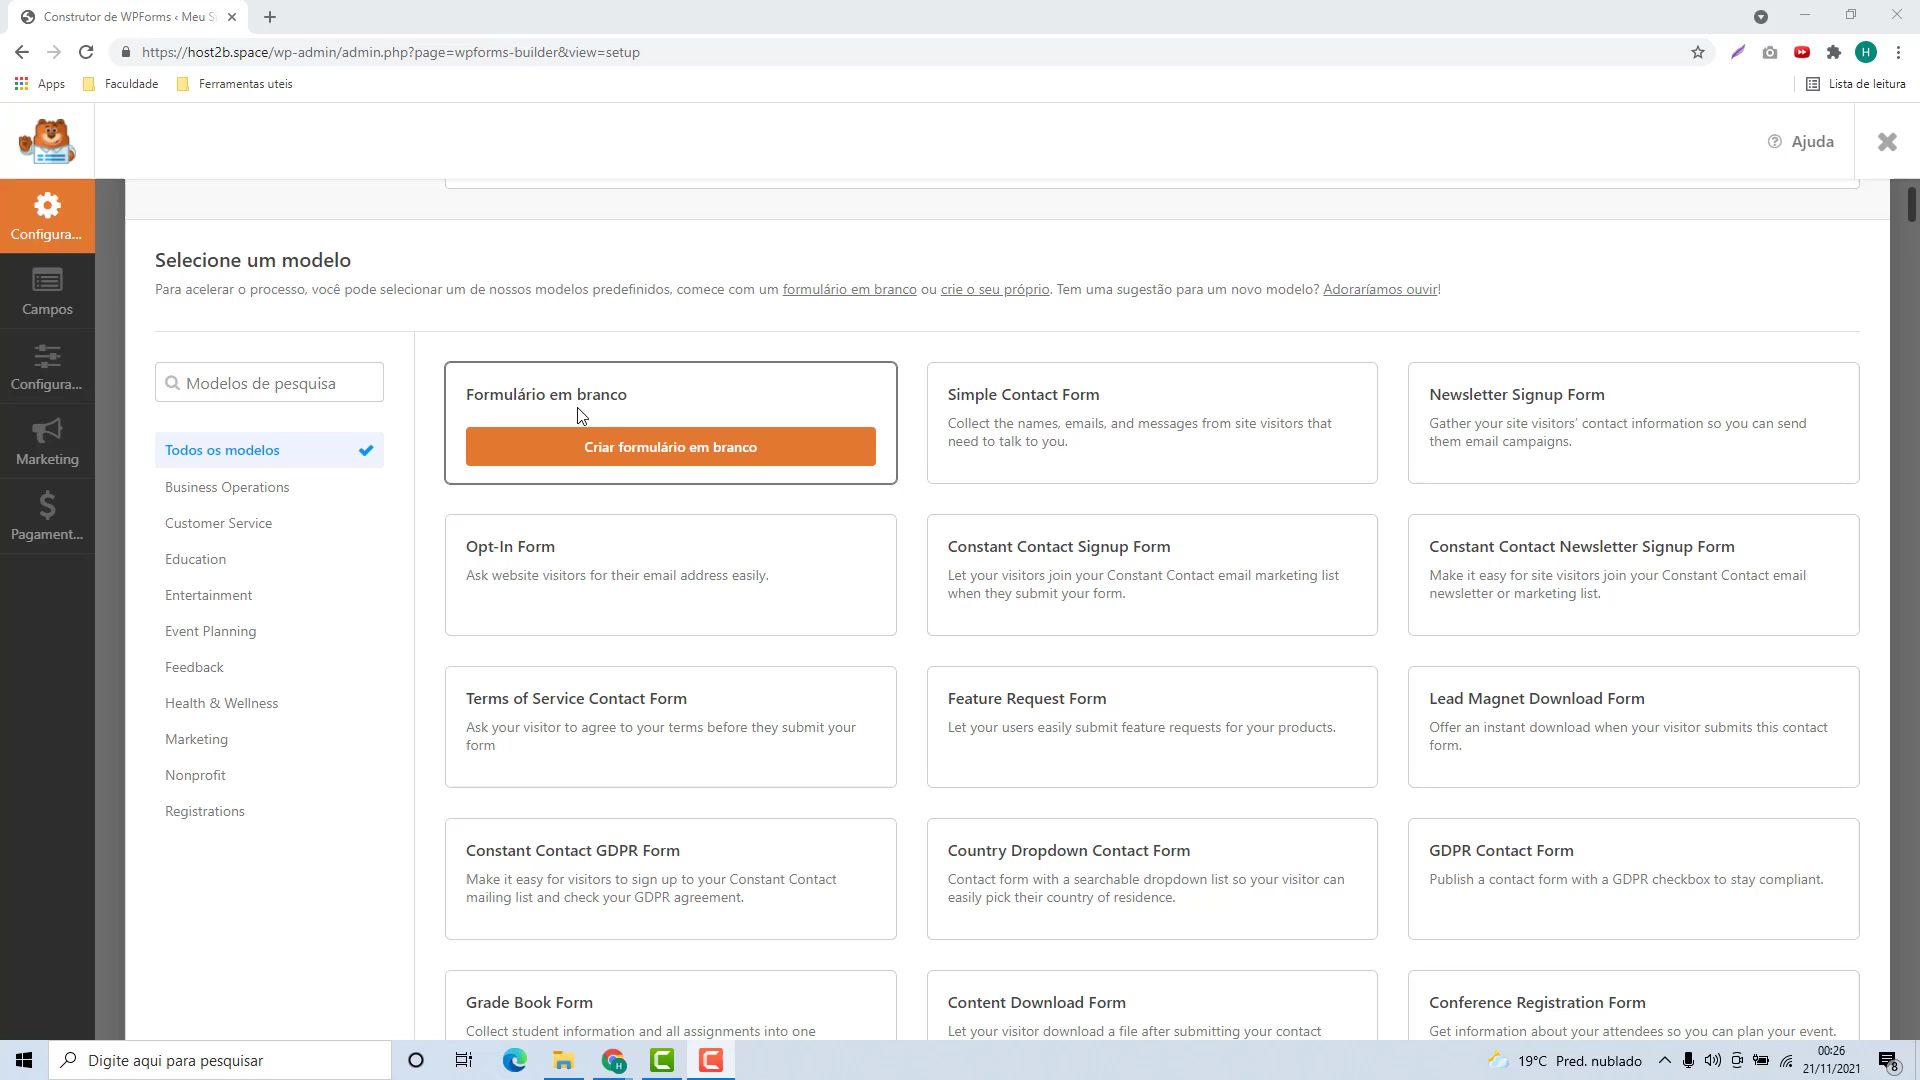 Construtor de WPForms ‹ Meu S
https://host2b.space/wp-admin/admin.php?page=wpforms-builder&view=setup
H
Apps
Faculdade
Ferramentas uteis
Lista de leitura
Ajuda
Configura...
Campos
Configura...
Marketing
Pagament...
Selecione um modelo
Para acelerar o processo, você pode selecionar um de nossos modelos predefinidos, comece com um formulário em branco ou crie o seu próprio. Tem uma sugestão para um novo modelo? Adoraríamos ouvir!
Modelos de pesquisa
Todos os modelos
Business Operations
Customer Service
Education
Entertainment
Event Planning
Feedback
Health & Wellness
Marketing
Nonprofit
Registrations
Formulário em branco
Criar formulário em branco
Simple Contact Form
Collect the names, emails, and messages from site visitors that
need to talk to you.
Newsletter Signup Form
Gather your site visitors’ contact information so you can send
them email campaigns.
Opt-In Form
Ask website visitors for their email address easily.
Constant Contact Signup Form
Let your visitors join your Constant Contact email marketing list
when they submit your form.
Constant Contact Newsletter Signup Form
Make it easy for site visitors join your Constant Contact email
newsletter or marketing list.
Terms of Service Contact Form
Ask your visitor to agree to your terms before they submit your
form
Feature Request Form
Let your users easily submit feature requests for your products.
Lead Magnet Download Form
Offer an instant download when your visitor submits this contact
form.
Constant Contact GDPR Form
Make it easy for visitors to sign up to your Constant Contact
mailing list and check your GDPR agreement.
Country Dropdown Contact Form
Contact form with a searchable dropdown list so your visitor can
easily pick their country of residence.
GDPR Contact Form
Publish a contact form with a GDPR checkbox to stay compliant.
Grade Book Form
Collect student information and all assignments into one
Content Download Form
Let your visitor download a file after submitting your contact
Conference Registration Form
Get information about your attendees so you can plan your event.
Digite aqui para pesquisar
19°C Pred. nublado
00:26
21/11/2021
8